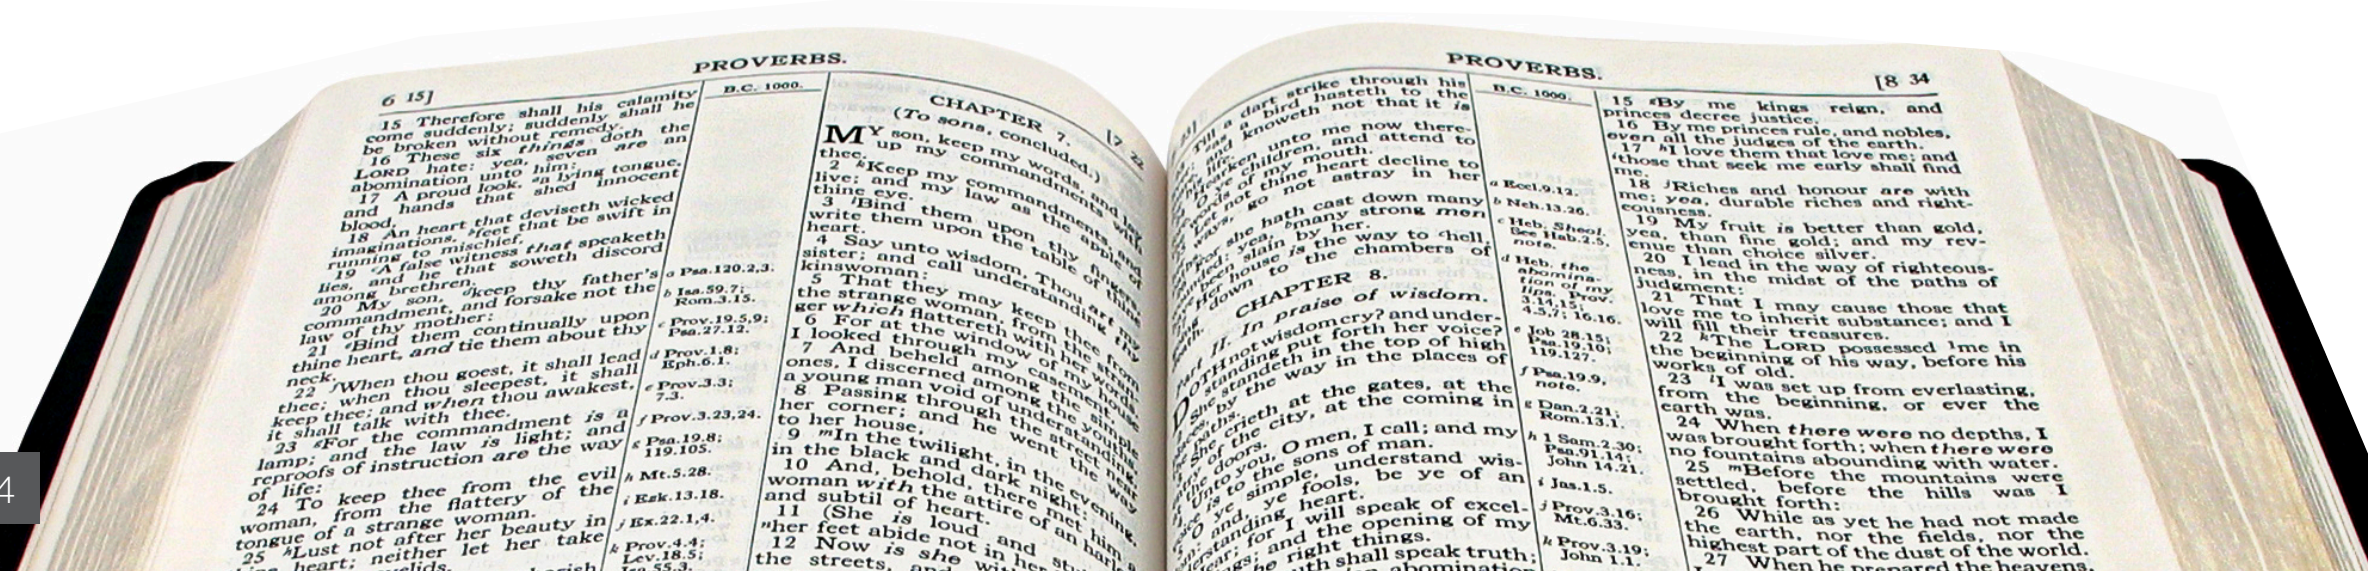 PROVERBS.
6 15]
15 Therefore shall his calamity
come suddenly; suddenly shall he
be broken without remedy.
16 These six things doth the
LORD hate: yea, seven are an
abomination unto him:
17 A proud look, a lying tongue,
and hands that shed innocent
blood,
18 An heart that deviseth wicked
imaginations, feet that be swift in
running to mischief,
19 A false witness that speaketh
lies, and he that soweth discord
among brethren.
20 My son, keep thy father's
commandment, and forsake not the
law of thy mother:
21 Bind them continually upon
thine heart, and tie them about thy
neck.
22 When thou goest, it shall lead
thee; when thou sleepest, it shall
keep thee; and when thou awakest,
it shall talk with thee.
23 For the commandment is a
lamp; and the law is light; and
reproofs of instruction are the way
of life:
24 To keep thee from the evil
woman, from the flattery of the
tongue of a strange woman.
25 Lust not after her beauty in
heart; neither let her take
B.C. 1000.
a Psa.120.2,3.
b Isa.59.7;
Rom.3.15.
c Prov.19.5,9;
Psa.27.12.
d Prov.1.8;
Eph.6.1.
e Prov.3.3;
7.3.
f Prov.3.23,24.
g Psa.19.8;
119.105.
h Mt.5.28.
i Ezk.13.18.
j Ex.22.1,4.
k Prov.4.4;
Lev.18.5;
Isa.55.3.
[7 22
CHAPTER 7.
(To sons, concluded.)
MY son, keep my words, and lay
up my commandments with
thee.
2 kKeep my commandments, and
live; and my law as the apple of
thine eye.
3 lBind them upon thy fingers,
write them upon the table of thine
heart.
4 Say unto wisdom, Thou art my
sister; and call understanding thy
kinswoman:
5 That they may keep thee from
the strange woman, from the stran-
ger which flattereth with her words.
6 For at the window of my house
I looked through my casement,
7 And beheld among the simple
ones, I discerned among the youths,
a young man void of understanding,
8 Passing through the street near
her corner; and he went the way
to her house,
9 mIn the twilight, in the evening,
in the black and dark night:
10 And, behold, there met him a
woman with the attire of an harlot,
and subtil of heart.
11 (She is loud and
nher feet abide not in her
12 Now is she
the streets, and
PROVERBS.
[8 34
Till a dart strike through his
as a bird hasteth to the
and knoweth not that it is
life.
Hearken unto me now there-
O ye children, and attend to
words of my mouth.
Let not thine heart decline to
ways, go not astray in her
she hath cast down many
yea, many strong men
slain by her.
house is the way to hell,
down to the chambers of
CHAPTER 8.
Part II. In praise of wisdom.
DOTH not wisdom cry? and under-
standing put forth her voice?
She standeth in the top of high
by the way in the places of
paths.
She crieth at the gates, at the
the city, at the coming in
doors.
Unto you, O men, I call; and my
to the sons of man.
O ye simple, understand wis-
and, ye fools, be ye of an
understanding heart.
for I will speak of excel-
and the opening of my
right things.
shall speak truth;
abomination
B.C. 1000.
a Eccl.9.12.
b Neh.13.26.
c Heb. Sheol.
See Hab.2.5,
note.
d Heb. the
abomina-
tion of my
lips. Prov.
3.14,15;
4.5,7; 16.16.
e Job 28.15;
Psa.19.10;
119.127.
f Psa.19.9,
note.
g Dan.2.21;
Rom.13.1.
h 1 Sam.2.30;
Psa.91.14;
John 14.21.
i Jas.1.5.
j Prov.3.16;
Mt.6.33.
k Prov.3.19;
John 1.1.
15 gBy me kings reign, and
princes decree justice.
16 By me princes rule, and nobles,
even all the judges of the earth.
17 hI love them that love me; and
ithose that seek me early shall find
me.
18 jRiches and honour are with
me; yea, durable riches and right-
eousness.
19 My fruit is better than gold,
yea, than fine gold; and my rev-
enue than choice silver.
20 I lead in the way of righteous-
ness, in the midst of the paths of
judgment:
21 That I may cause those that
love me to inherit substance; and I
will fill their treasures.
22 kThe LORD possessed lme in
the beginning of his way, before his
works of old.
23 lI was set up from everlasting,
from the beginning, or ever the
earth was.
24 When there were no depths, I
was brought forth; when there were
no fountains abounding with water.
25 mBefore the mountains were
settled, before the hills was I
brought forth:
26 While as yet he had not made
the earth, nor the fields, nor the
highest part of the dust of the world.
27 When he prepared the heavens,
4